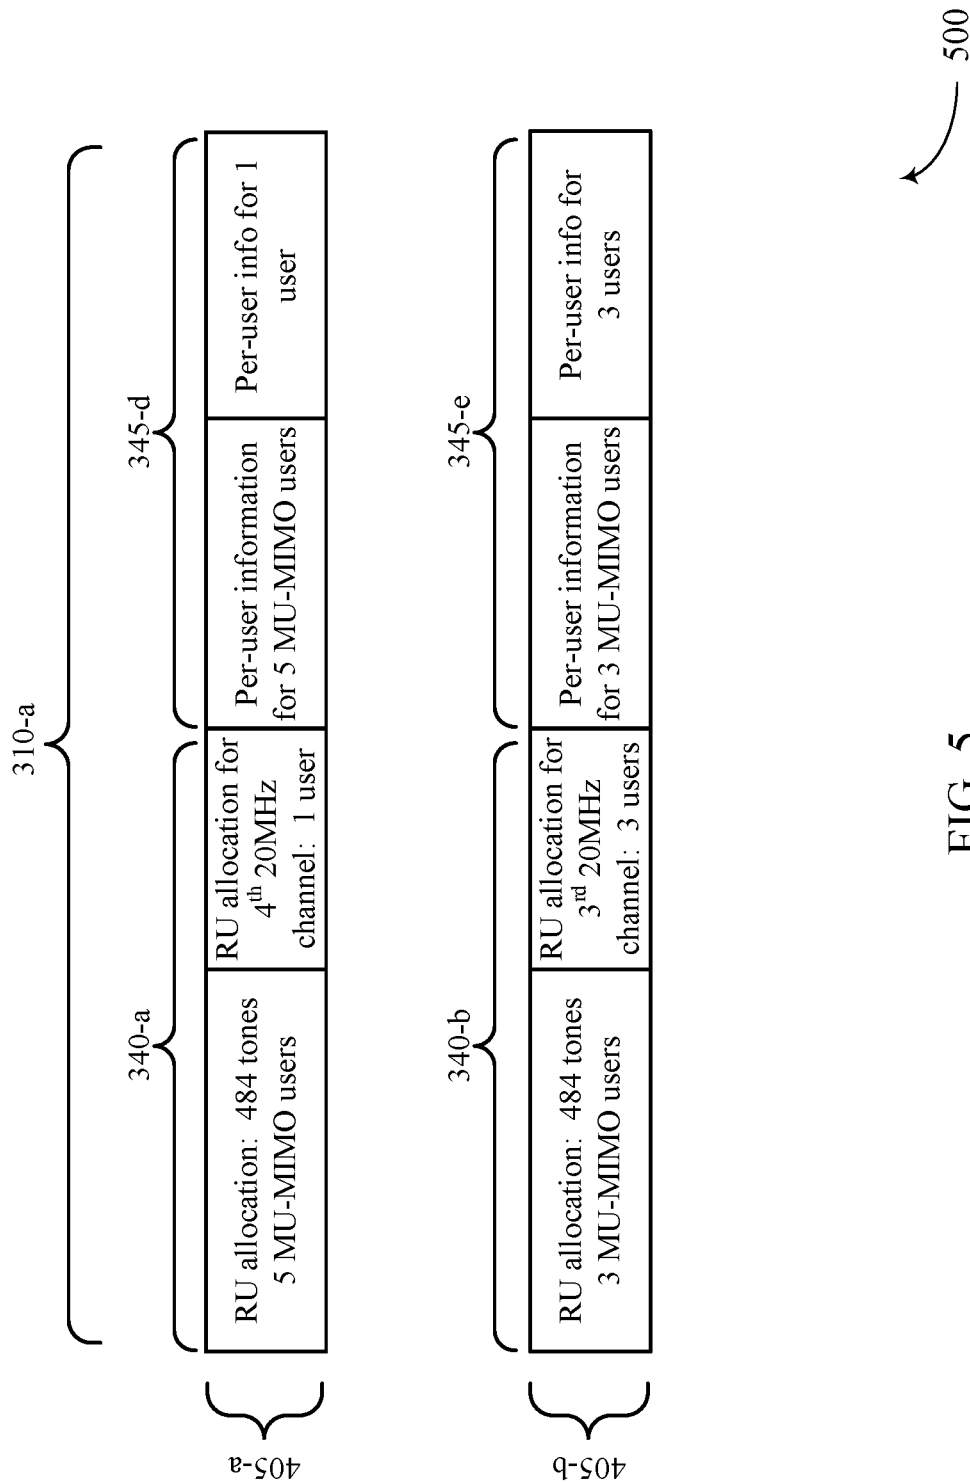 310-a
340-a
345-d
405-a
RU allocation: 484 tones
5 MU-MIMO users
RU allocation for
4th 20MHz
channel: 1 user
Per-user information
for 5 MU-MIMO users
Per-user info for 1
user
340-b
345-e
405-b
RU allocation: 484 tones
3 MU-MIMO users
RU allocation for
3rd 20MHz
channel: 3 users
Per-user information
for 3 MU-MIMO users
Per-user info for
3 users
500
FIG. 5